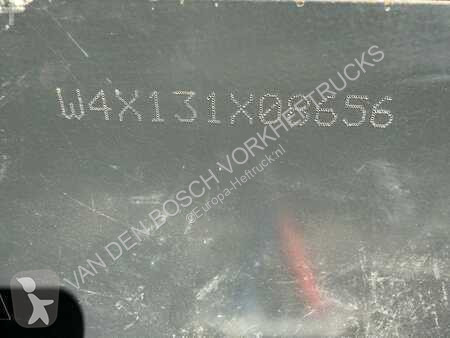 W4X131X08656
VAN DEN BOSCH VORKHEFTRUCKS
Europa-Heftruck.nl